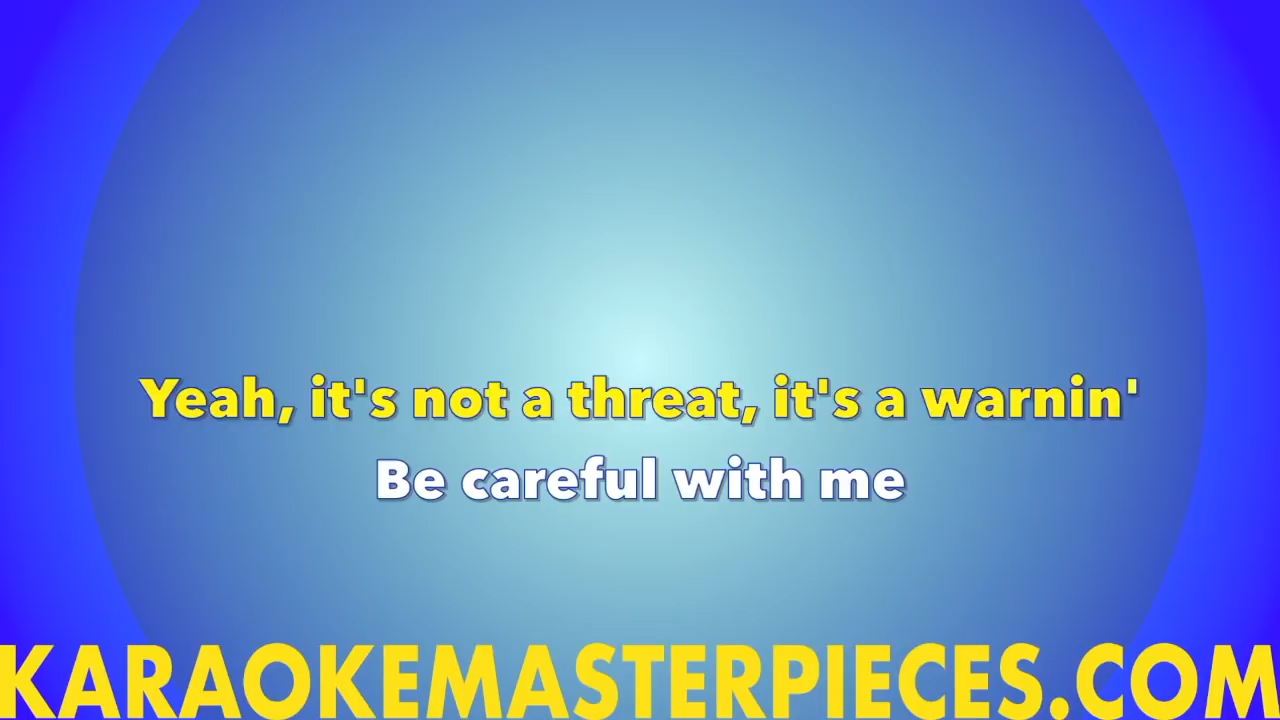 Yeah, it's not a threat, it's a warnin'
Be careful with me
KARAOKEMASTERPIECES.COM